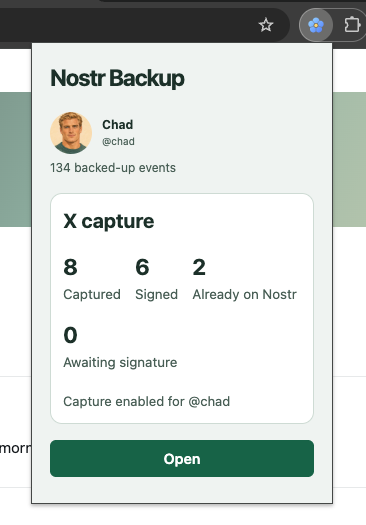 Nostr Backup
Chad
@chad
134 backed-up events
X capture
8 6 2
Captured Signed Already on Nostr
0
Awaiting signature
Capture enabled for @chad
morn
Open